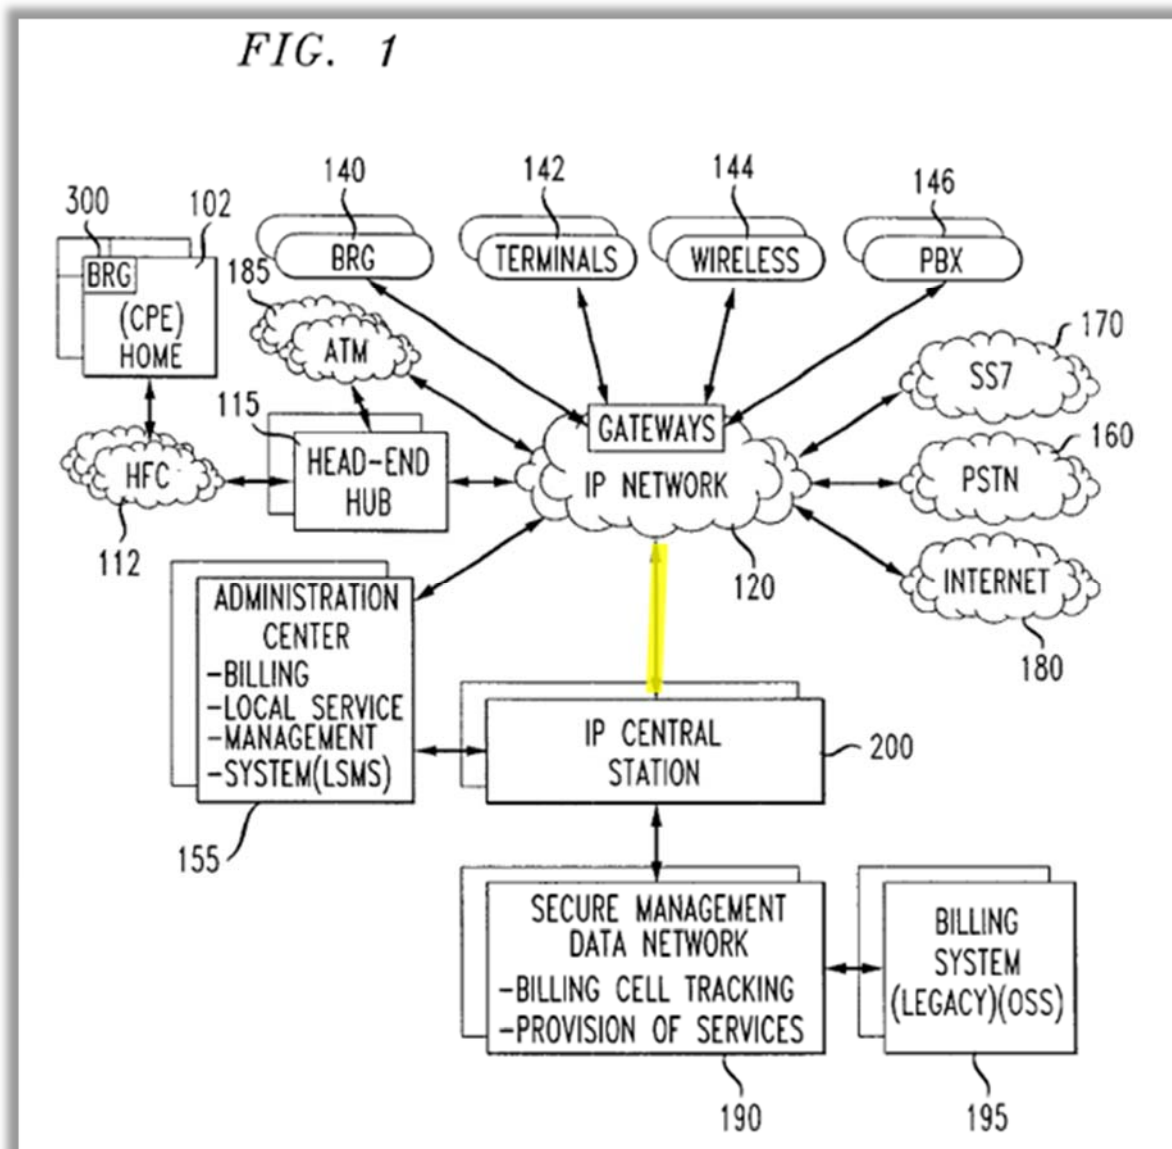 FIG. 1
140
142
144
146
300
102
BRG
TERMINALS
WIRELESS
PBX
BRG
(CPE)
HOME
185
ATM
170
SS7
115
GATEWAYS
IP NETWORK
160
PSTN
HEAD-END
HUB
HFC
112
120
INTERNET
180
ADMINISTRATION
CENTER
-BILLING
-LOCAL SERVICE
-MANAGEMENT
-SYSTEM(LSMS)
155
IP CENTRAL
STATION
200
SECURE MANAGEMENT
DATA NETWORK
-BILLING CELL TRACKING
-PROVISION OF SERVICES
190
BILLING
SYSTEM
(LEGACY)(OSS)
195